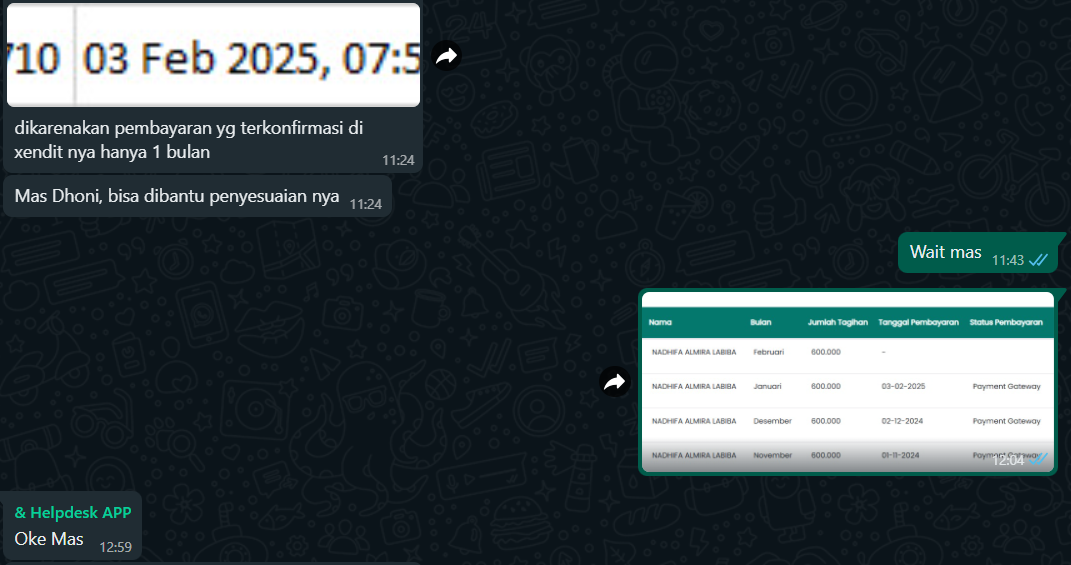 710 03 Feb 2025, 07:5
dikarenakan pembayaran yg terkonfirmasi di
xendit nya hanya 1 bulan
11:24
Mas Dhoni, bisa dibantu penyesuaian nya 11:24
Wait mas 11:43
Nama Bulan Jumlah Tagihan Tanggal Pembayaran Status Pembayaran
NADHIFA ALMIRA LABIBA Februari 600.000 -
NADHIFA ALMIRA LABIBA Januari 600.000 03-02-2025 Payment Gateway
NADHIFA ALMIRA LABIBA Desember 600.000 02-12-2024 Payment Gateway
NADHIFA ALMIRA LABIBA November 600.000 01-11-2024 Payment Gateway
12:04
& Helpdesk APP
Oke Mas 12:59